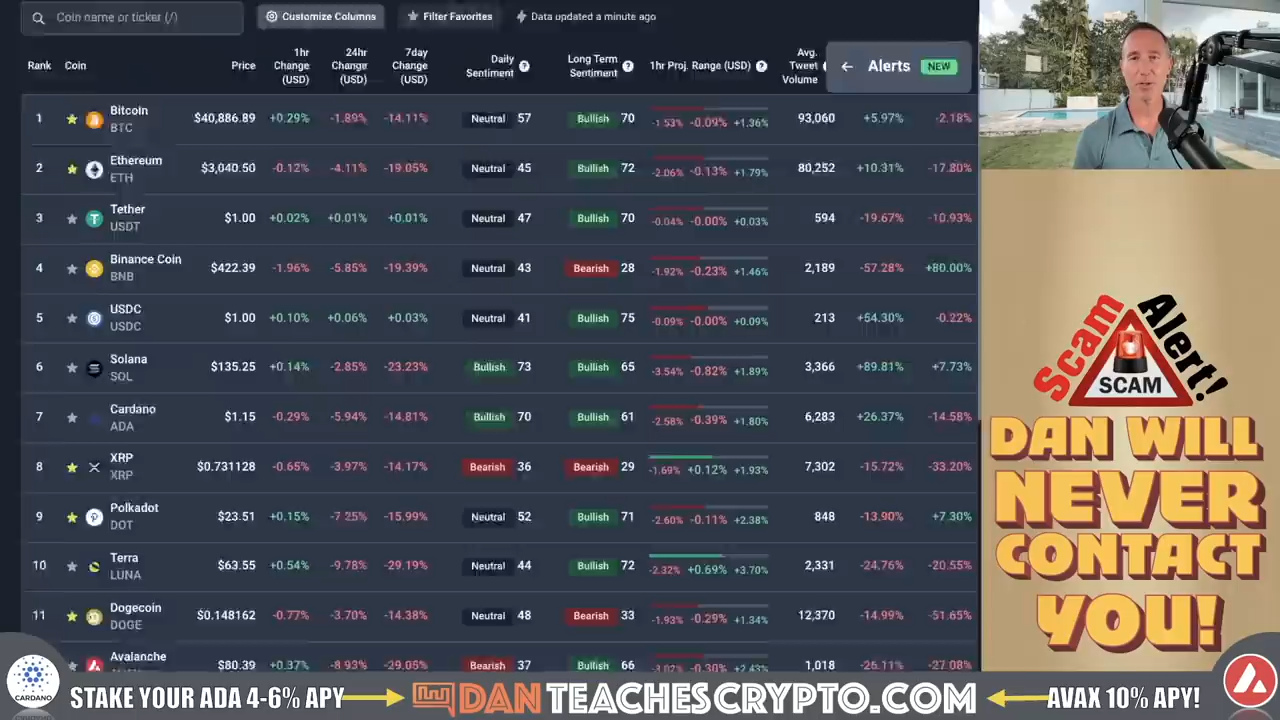 Coin name or ticker (/)
Customize Columns
Filter Favorites
Data updated a minute ago
Rank Coin Price 1hr Change (USD) 24hr Change (USD) 7day Change (USD) Daily Sentiment ? Long Term Sentiment ? 1hr Proj. Range (USD) ? Avg. Tweet Volume
← Alerts NEW
1 Bitcoin BTC $40,886.89 +0.29% -1.89% -14.11% Neutral 57 Bullish 70 -1.53% -0.09% +1.36% 93,060 +5.97% -2.18%
2 Ethereum ETH $3,040.50 -0.12% -4.11% -19.05% Neutral 45 Bullish 72 -2.06% -0.13% +1.79% 80,252 +10.31% -17.80%
3 Tether USDT $1.00 +0.02% +0.01% +0.01% Neutral 47 Bullish 70 -0.04% -0.00% +0.03% 594 -19.67% -10.93%
4 Binance Coin BNB $422.39 -1.96% -5.85% -19.39% Neutral 43 Bearish 28 -1.92% -0.23% +1.46% 2,189 -57.28% +80.00%
5 USDC USDC $1.00 +0.10% +0.06% +0.03% Neutral 41 Bullish 75 -0.09% -0.00% +0.09% 213 +54.30% -0.22%
6 Solana SOL $135.25 +0.14% -2.85% -23.23% Bullish 73 Bullish 65 -3.54% -0.82% +1.89% 3,366 +89.81% +7.73%
7 Cardano ADA $1.15 -0.29% -5.94% -14.81% Bullish 70 Bullish 61 -2.58% -0.39% +1.80% 6,283 +26.37% -14.58%
8 XRP XRP $0.731128 -0.65% -3.97% -14.17% Bearish 36 Bearish 29 -1.69% +0.12% +1.93% 7,302 -15.72% -33.20%
9 Polkadot DOT $23.51 +0.15% -7.25% -15.99% Neutral 52 Bullish 71 -2.60% -0.11% +2.38% 848 -13.90% +7.30%
10 Terra LUNA $63.55 +0.54% -9.78% -29.19% Neutral 44 Bullish 72 -2.32% +0.69% +3.70% 2,331 -24.76% -20.55%
11 Dogecoin DOGE $0.148162 -0.77% -3.70% -14.38% Neutral 48 Bearish 33 -1.93% -0.29% +1.34% 12,370 -14.99% -51.65%
Avalanche $80.39 +0.37% -8.93% -29.05% Bearish 37 Bullish 66 -0.30% +2.43% 1,018 -26.11% -27.08%
Scam Alert!
SCAM
DAN WILL
NEVER
CONTACT
YOU!
CARDANO
STAKE YOUR ADA 4-6% APY
DANTEACHESCRYPTO.COM
AVAX 10% APY!